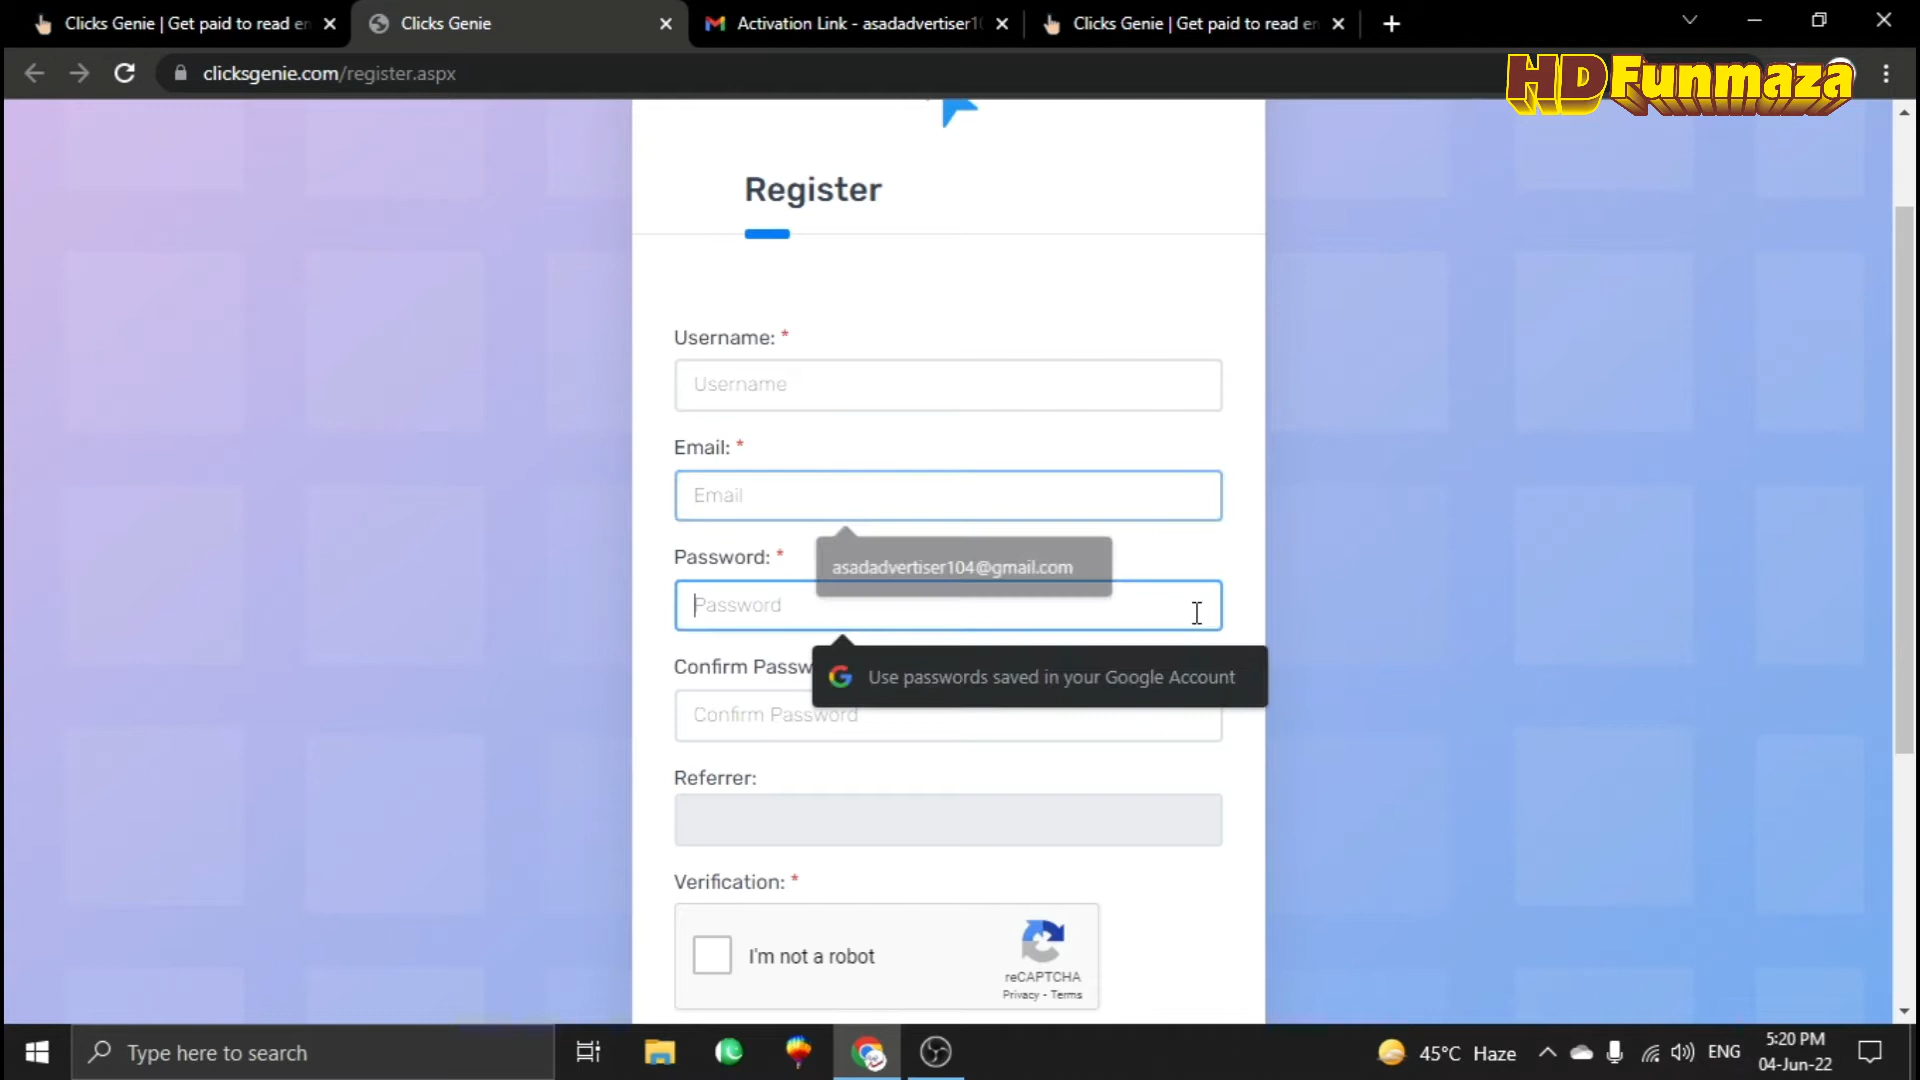 Clicks Genie | Get paid to read en
Clicks Genie
Activation Link - asadadvertiser1
Clicks Genie | Get paid to read en
clicksgenie.com/register.aspx
HDFunmaza
Register
Username: *
Username
Email: *
Email
Password: *
asadadvertiser104@gmail.com
Password
Confirm Passw
Use passwords saved in your Google Account
Confirm Password
Referrer:
Verification: *
I'm not a robot
reCAPTCHA
Privacy - Terms
Type here to search
45°C Haze
ENG
5:20 PM
04-Jun-22